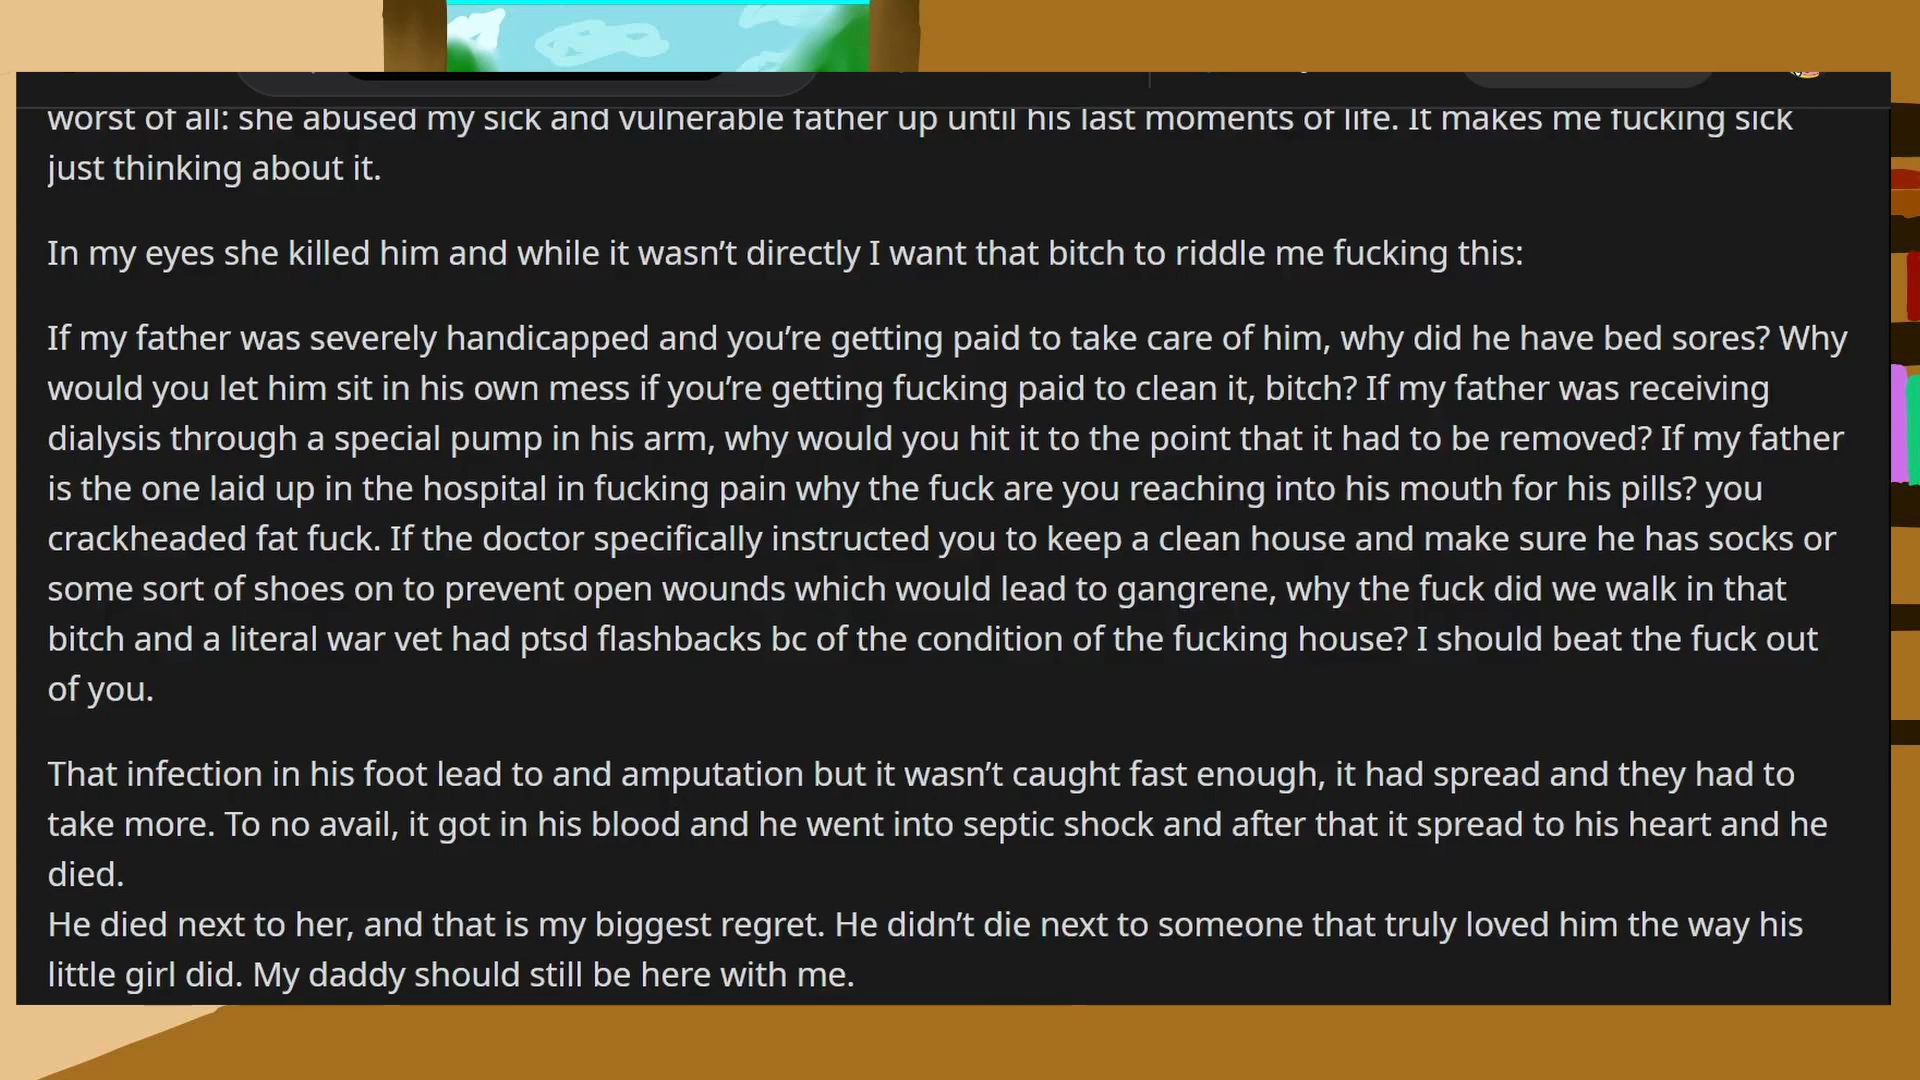 worst of all: she abused my sick and vulnerable father up until his last moments of life. It makes me fucking sick
just thinking about it.
In my eyes she killed him and while it wasn’t directly I want that bitch to riddle me fucking this:
If my father was severely handicapped and you’re getting paid to take care of him, why did he have bed sores? Why
would you let him sit in his own mess if you’re getting fucking paid to clean it, bitch? If my father was receiving
dialysis through a special pump in his arm, why would you hit it to the point that it had to be removed? If my father
is the one laid up in the hospital in fucking pain why the fuck are you reaching into his mouth for his pills? you
crackheaded fat fuck. If the doctor specifically instructed you to keep a clean house and make sure he has socks or
some sort of shoes on to prevent open wounds which would lead to gangrene, why the fuck did we walk in that
bitch and a literal war vet had ptsd flashbacks bc of the condition of the fucking house? I should beat the fuck out
of you.
That infection in his foot lead to and amputation but it wasn’t caught fast enough, it had spread and they had to
take more. To no avail, it got in his blood and he went into septic shock and after that it spread to his heart and he
died.
He died next to her, and that is my biggest regret. He didn’t die next to someone that truly loved him the way his
little girl did. My daddy should still be here with me.